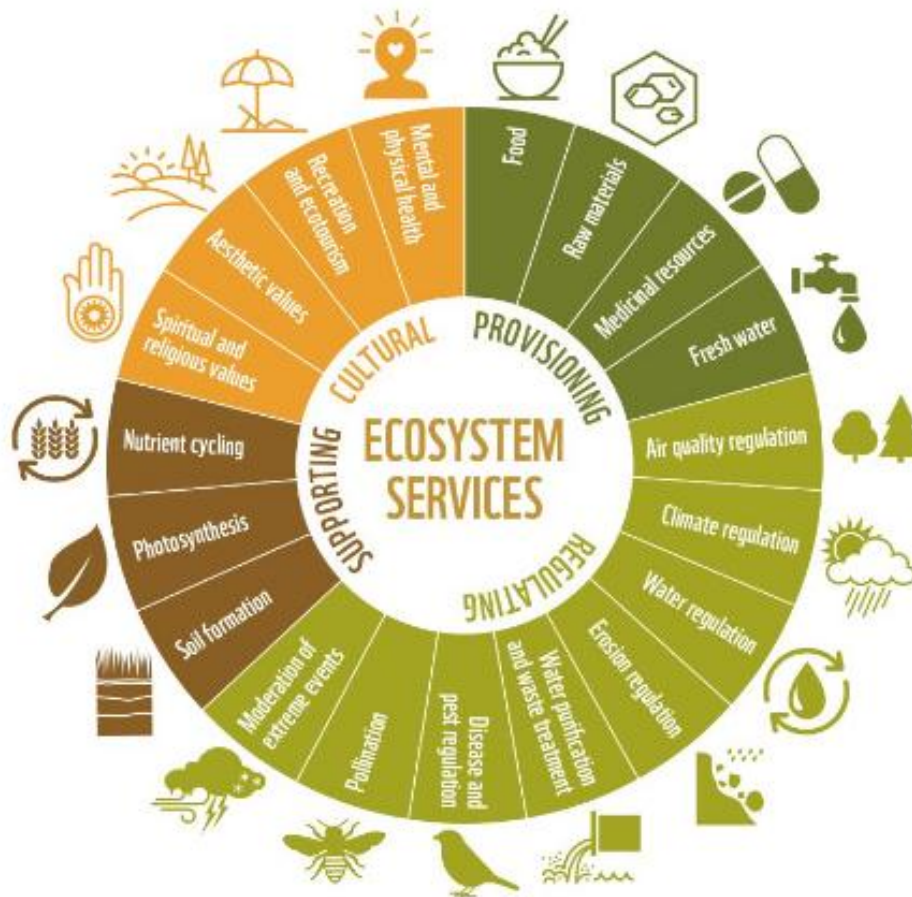 ECOSYSTEM
SERVICES
PROVISIONING
Food
Raw materials
Medicinal resources
Fresh water
REGULATING
Air quality regulation
Climate regulation
Water regulation
Erosion regulation
Water purification
and waste treatment
Disease and
pest regulation
Pollination
Moderation of
extreme events
SUPPORTING
Soil formation
Photosynthesis
Nutrient cycling
CULTURAL
Spiritual and
religious values
Aesthetic values
Recreation
and ecotourism
Mental and
physical health